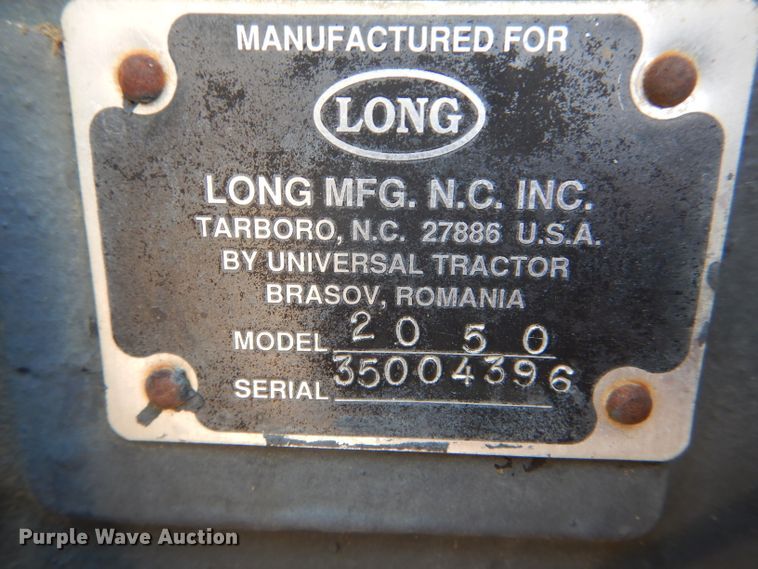 MANUFACTURED FOR
LONG
LONG MFG. N.C. INC.
TARBORO, N.C. 27886 U.S.A.
BY UNIVERSAL TRACTOR
BRASOV, ROMANIA
MODEL 2050
SERIAL 35004396
Purple Wave Auction